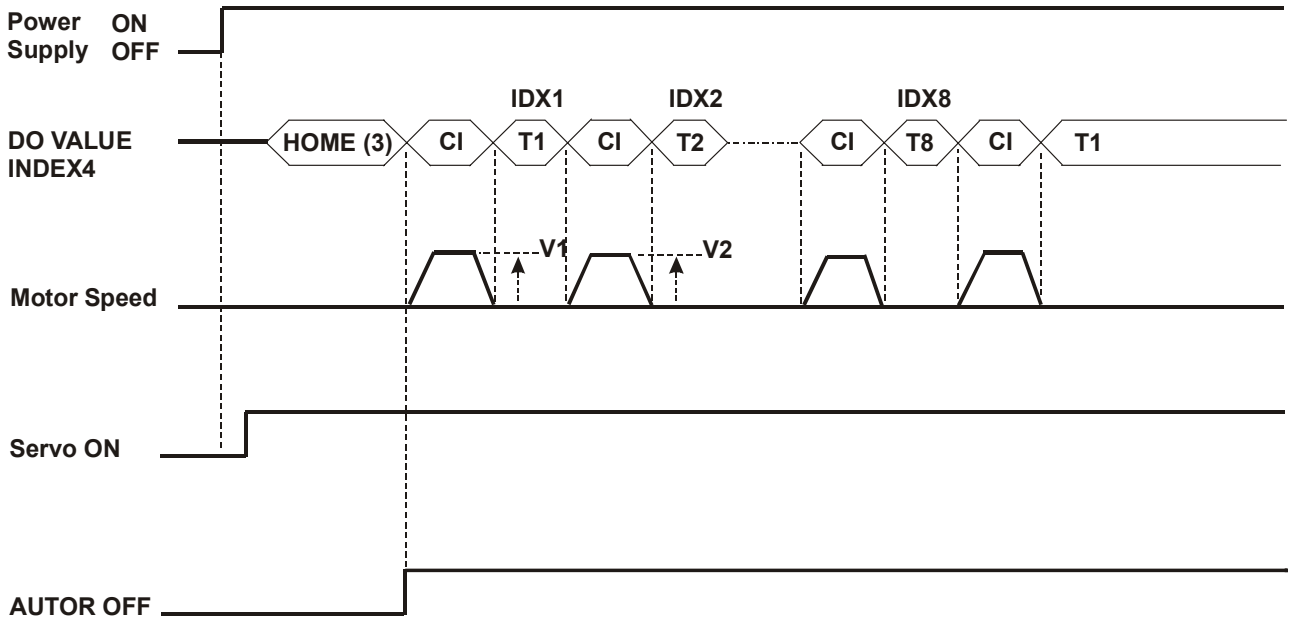 Power ON
Supply OFF
IDX1 IDX2 IDX8
DO VALUE HOME (3) CI T1 CI T2 CI T8 CI T1
INDEX4
V1 V2
Motor Speed
Servo ON
AUTOR OFF